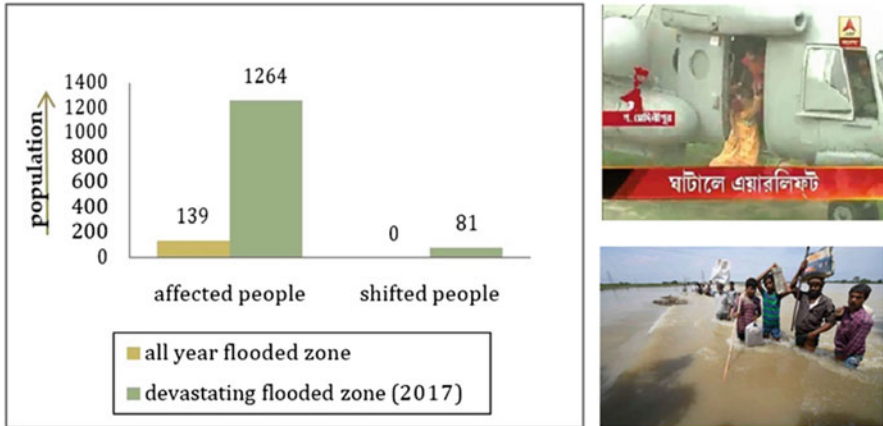 population
1400
1200
1000
800
600
400
200
0
139
1264
0
81
affected people
shifted people
all year flooded zone
devastating flooded zone (2017)
প. মেদিনীপুর
ঘাটালে এয়ারলিফট